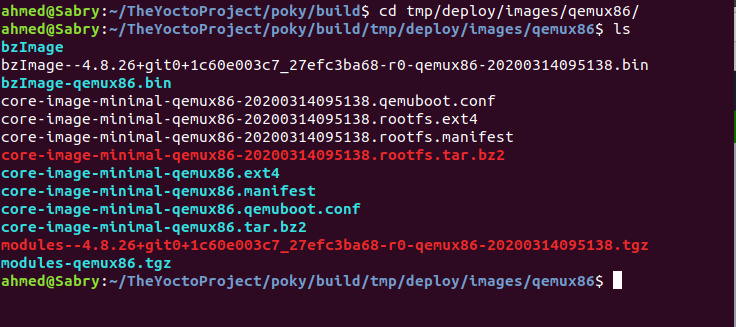 ahmed@Sabry:~/TheYoctoProject/poky/build$ cd tmp/deploy/images/qemux86/
ahmed@Sabry:~/TheYoctoProject/poky/build/tmp/deploy/images/qemux86$ ls
bzImage
bzImage--4.8.26+git0+1c60e003c7_27efc3ba68-r0-qemux86-20200314095138.bin
bzImage-qemux86.bin
core-image-minimal-qemux86-20200314095138.qemuboot.conf
core-image-minimal-qemux86-20200314095138.rootfs.ext4
core-image-minimal-qemux86-20200314095138.rootfs.manifest
core-image-minimal-qemux86-20200314095138.rootfs.tar.bz2
core-image-minimal-qemux86.ext4
core-image-minimal-qemux86.manifest
core-image-minimal-qemux86.qemuboot.conf
core-image-minimal-qemux86.tar.bz2
modules--4.8.26+git0+1c60e003c7_27efc3ba68-r0-qemux86-20200314095138.tgz
modules-qemux86.tgz
ahmed@Sabry:~/TheYoctoProject/poky/build/tmp/deploy/images/qemux86$